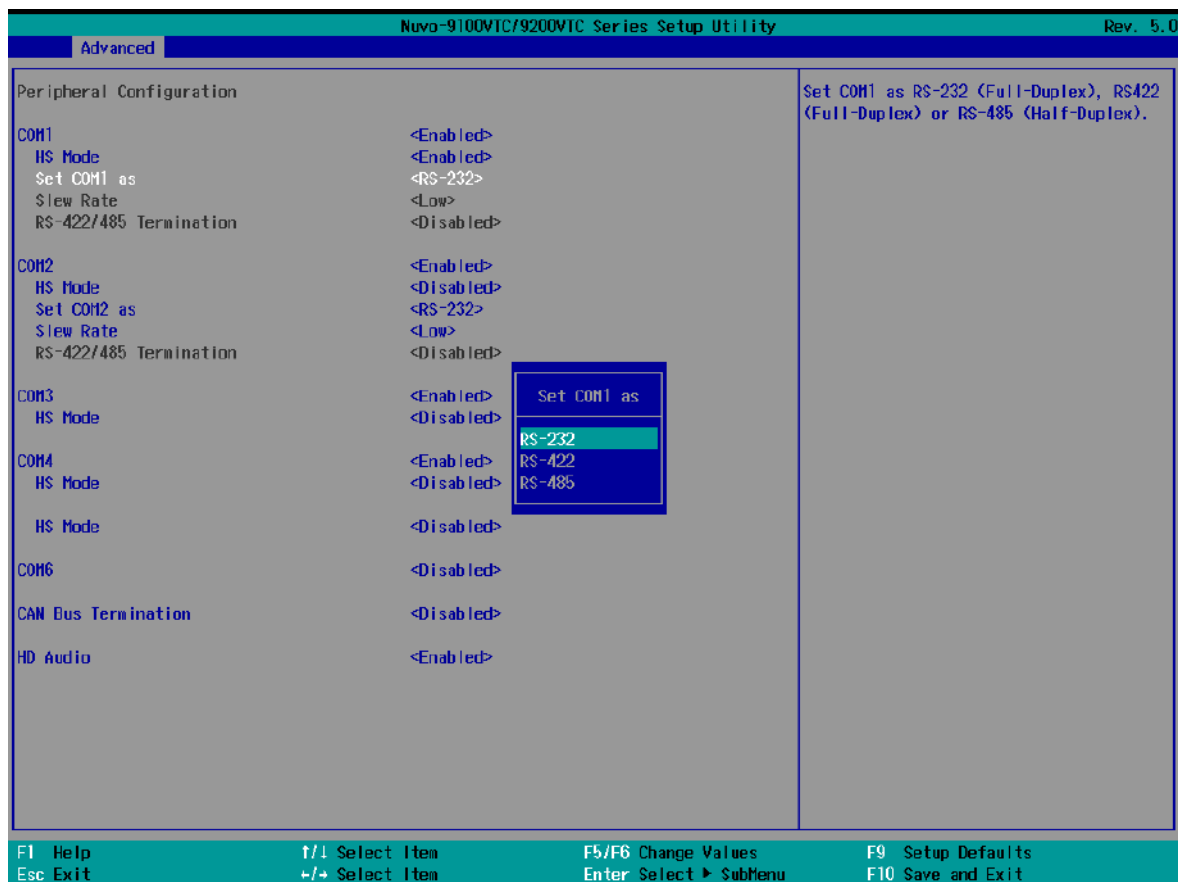 Nuvo-9100VTC/9200VTC Series Setup Utility Rev. 5.0
Advanced
Peripheral Configuration
Set COM1 as RS-232 (Full-Duplex), RS422
(Full-Duplex) or RS-485 (Half-Duplex).
COM1 <Enabled>
HS Mode <Enabled>
Set COM1 as <RS-232>
Slew Rate <Low>
RS-422/485 Termination <Disabled>
COM2 <Enabled>
HS Mode <Disabled>
Set COM2 as <RS-232>
Slew Rate <Low>
RS-422/485 Termination <Disabled>
COM3 <Enabled>
HS Mode <Disabled>
COM4 <Enabled>
HS Mode <Disabled>
HS Mode <Disabled>
COM6 <Disabled>
CAN Bus Termination <Disabled>
HD Audio <Enabled>
Set COM1 as
RS-232
RS-422
RS-485
F1 Help ↑/↓ Select Item F5/F6 Change Values F9 Setup Defaults
Esc Exit ←/→ Select Item Enter Select ▶ SubMenu F10 Save and Exit